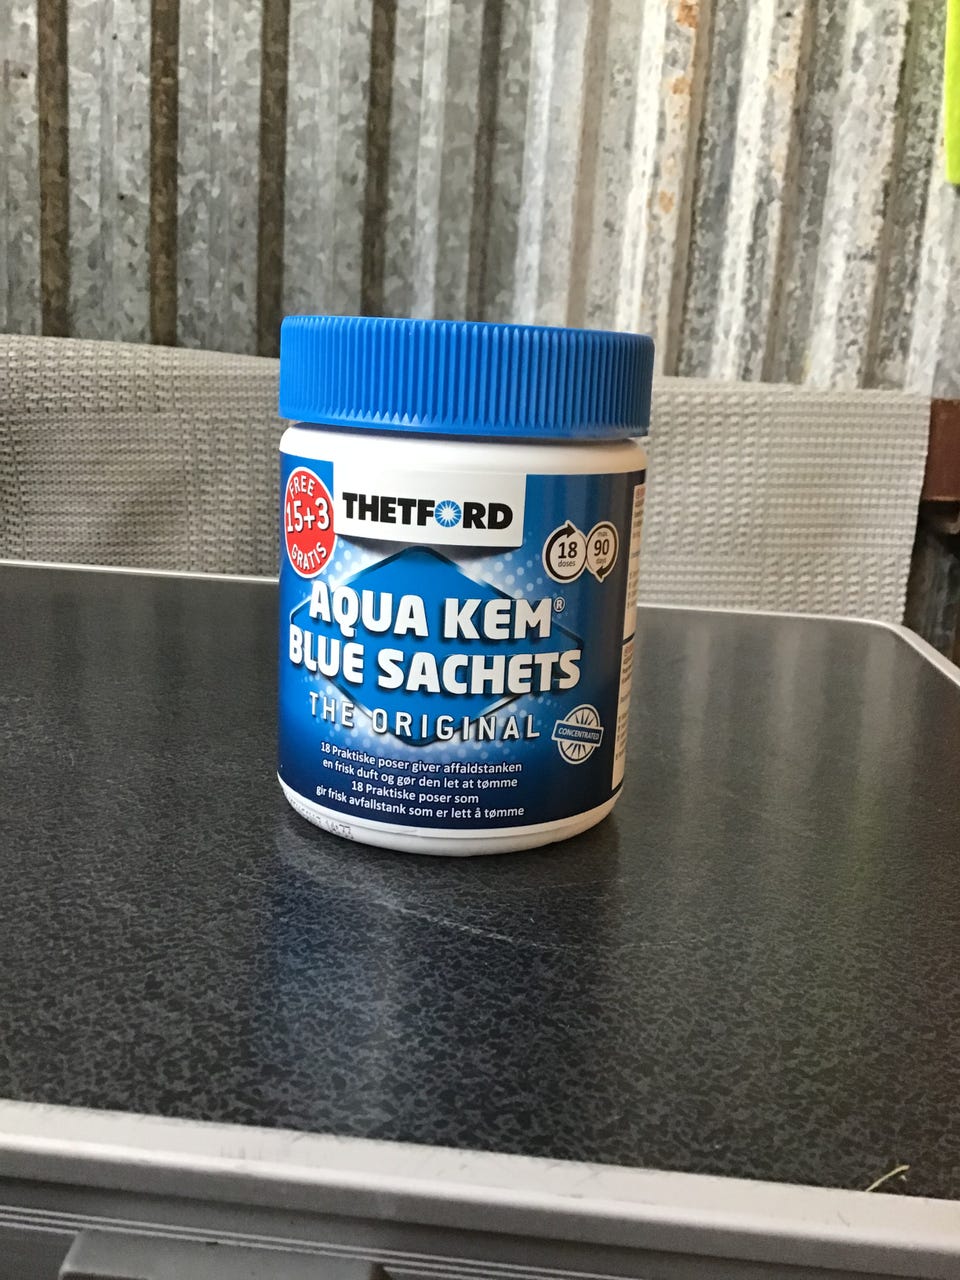 FREE
15+3
GRATIS
THETFORD
18
doses
max.
90
days
AQUA KEM®
BLUE SACHETS
THE ORIGINAL
CONCENTRATED
18 Praktiske poser giver affaldstanken
en frisk duft og gør den let at tømme
18 Praktiske poser som
gir frisk avfallstank som er lett å tømme